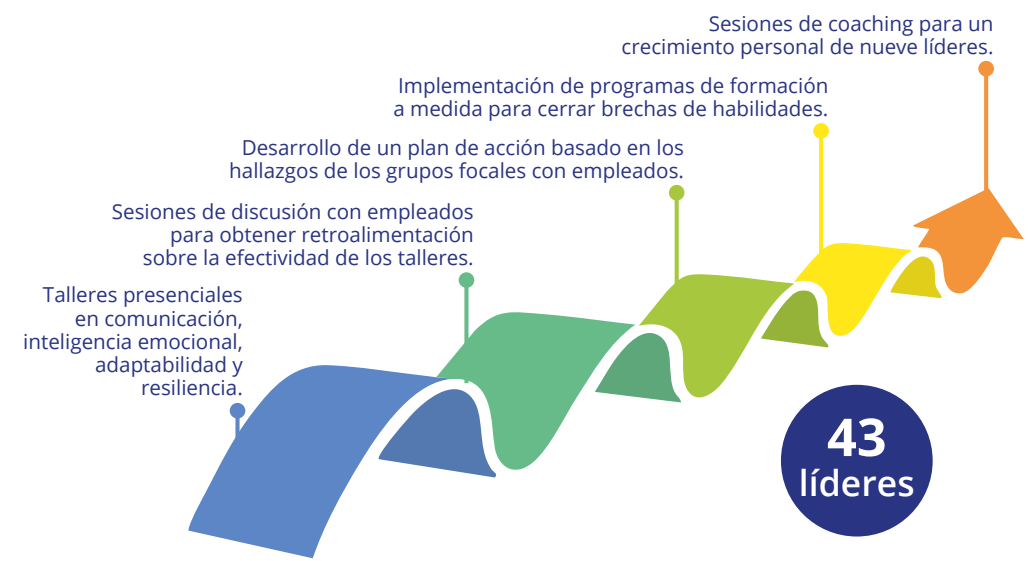 Sesiones de coaching para un
crecimiento personal de nueve líderes.
Implementación de programas de formación
a medida para cerrar brechas de habilidades.
Desarrollo de un plan de acción basado en los
hallazgos de los grupos focales con empleados.
Sesiones de discusión con empleados
para obtener retroalimentación
sobre la efectividad de los talleres.
Talleres presenciales
en comunicación,
inteligencia emocional,
adaptabilidad y
resiliencia.
43
líderes